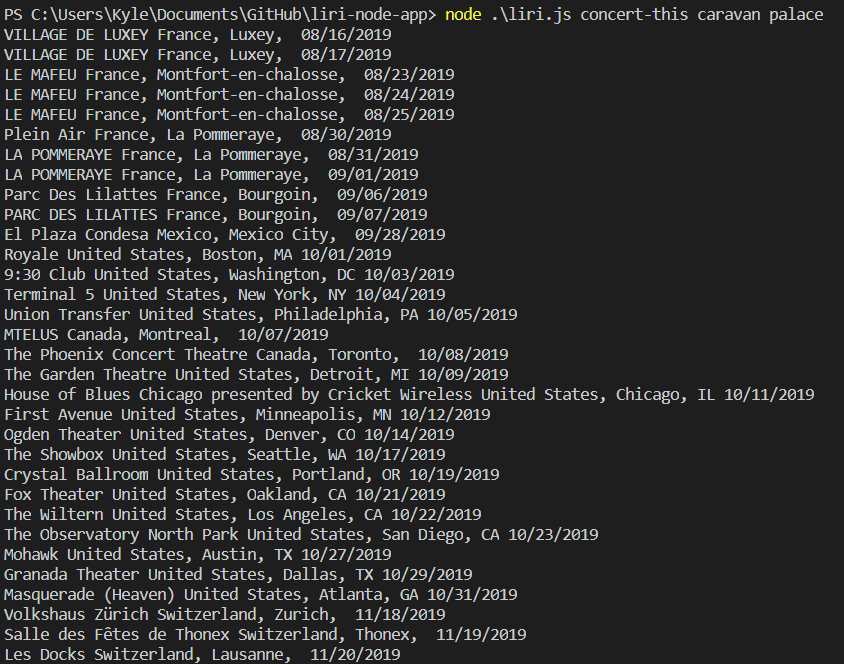 PS C:\Users\Kyle\Documents\GitHub\liri-node-app> node .\liri.js concert-this caravan palace
VILLAGE DE LUXEY France, Luxey,  08/16/2019
VILLAGE DE LUXEY France, Luxey,  08/17/2019
LE MAFEU France, Montfort-en-chalosse,  08/23/2019
LE MAFEU France, Montfort-en-chalosse,  08/24/2019
LE MAFEU France, Montfort-en-chalosse,  08/25/2019
Plein Air France, La Pommeraye,  08/30/2019
LA POMMERAYE France, La Pommeraye,  08/31/2019
LA POMMERAYE France, La Pommeraye,  09/01/2019
Parc Des Lilattes France, Bourgoin,  09/06/2019
PARC DES LILATTES France, Bourgoin,  09/07/2019
El Plaza Condesa Mexico, Mexico City,  09/28/2019
Royale United States, Boston, MA 10/01/2019
9:30 Club United States, Washington, DC 10/03/2019
Terminal 5 United States, New York, NY 10/04/2019
Union Transfer United States, Philadelphia, PA 10/05/2019
MTELUS Canada, Montreal,  10/07/2019
The Phoenix Concert Theatre Canada, Toronto,  10/08/2019
The Garden Theatre United States, Detroit, MI 10/09/2019
House of Blues Chicago presented by Cricket Wireless United States, Chicago, IL 10/11/2019
First Avenue United States, Minneapolis, MN 10/12/2019
Ogden Theater United States, Denver, CO 10/14/2019
The Showbox United States, Seattle, WA 10/17/2019
Crystal Ballroom United States, Portland, OR 10/19/2019
Fox Theater United States, Oakland, CA 10/21/2019
The Wiltern United States, Los Angeles, CA 10/22/2019
The Observatory North Park United States, San Diego, CA 10/23/2019
Mohawk United States, Austin, TX 10/27/2019
Granada Theater United States, Dallas, TX 10/29/2019
Masquerade (Heaven) United States, Atlanta, GA 10/31/2019
Volkshaus Zürich Switzerland, Zurich,  11/18/2019
Salle des Fêtes de Thonex Switzerland, Thonex,  11/19/2019
Les Docks Switzerland, Lausanne,  11/20/2019